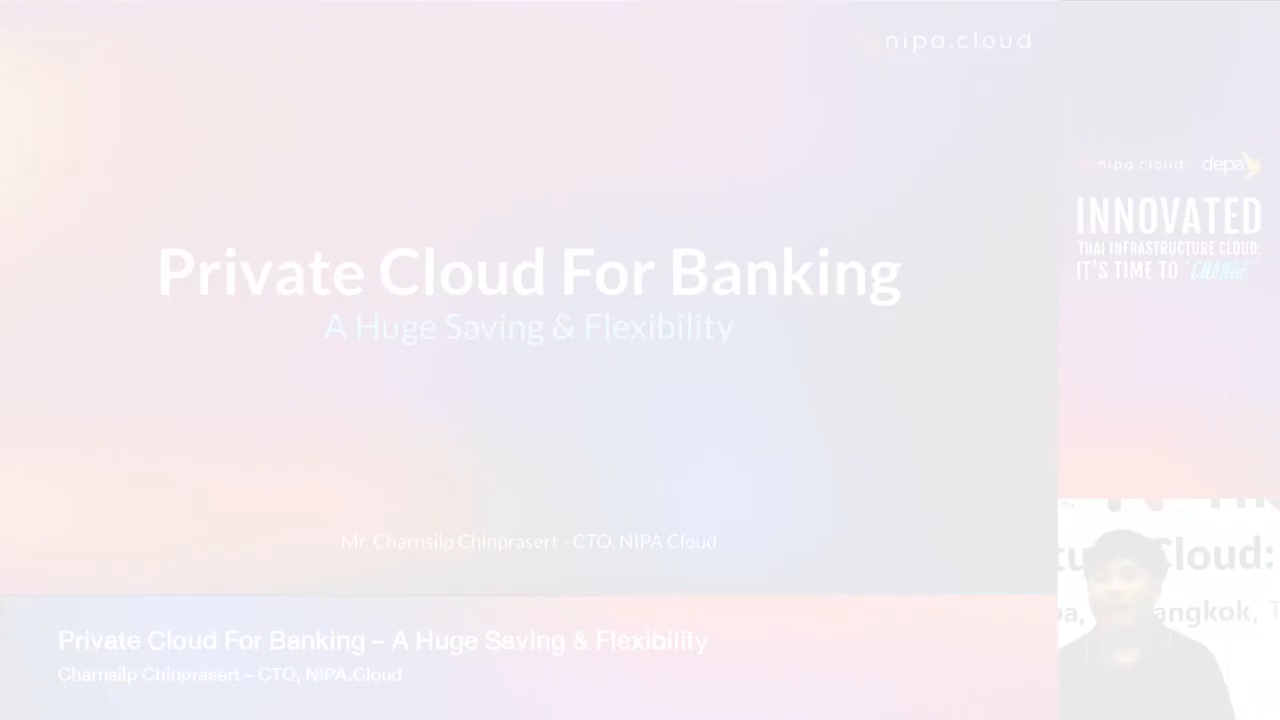 nipa.cloud
Private Cloud For Banking
A Huge Saving & Flexibility
Mr. Charnsilp Chinprasert - CTO, NIPA Cloud
nipa.cloud depa
INNOVATED
THAI INFRASTRUCTURE CLOUD:
IT'S TIME TO "CHANGE"
Cloud:
angkok,
Private Cloud For Banking – A Huge Saving & Flexibility
Charnsilp Chinprasert – CTO, NIPA.Cloud